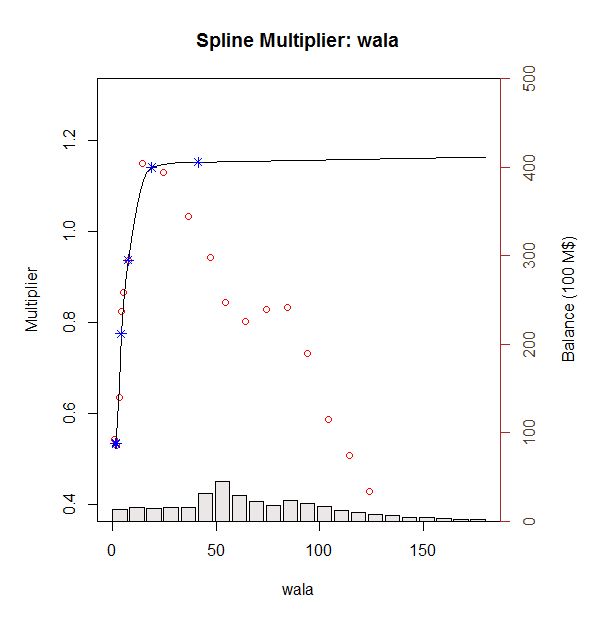 Spline Multiplier: wala
Multiplier
0.4 0.6 0.8 1.0 1.2
0 50 100 150
wala
0 100 200 300 400 500
Balance (100 M$)